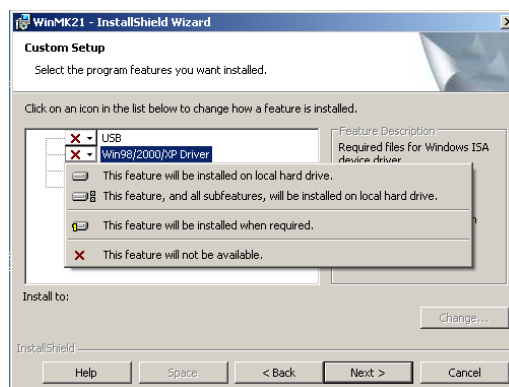 WinMK21 - InstallShield Wizard
Custom Setup
Select the program features you want installed.
Click on an icon in the list below to change how a feature is installed.
USB
Win98/2000/XP Driver
Feature Description
Required files for Windows ISA
device driver
This feature will be installed on local hard drive.
This feature, and all subfeatures, will be installed on local hard drive.
This feature will be installed when required.
This feature will not be available.
Install to:
Change...
InstallShield
Help
Space
< Back
Next >
Cancel